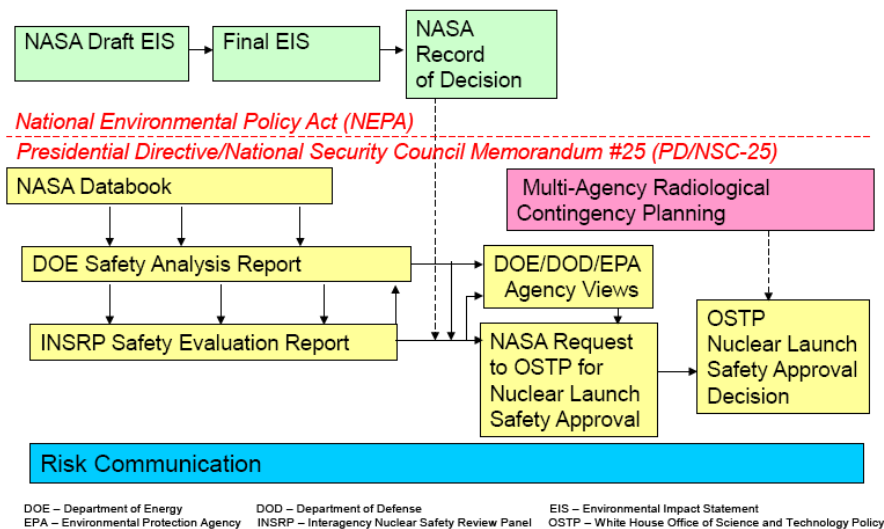 NASA Draft EIS
Final EIS
NASA
Record
of Decision
National Environmental Policy Act (NEPA)
Presidential Directive/National Security Council Memorandum #25 (PD/NSC-25)
NASA Databook
Multi-Agency Radiological
Contingency Planning
DOE Safety Analysis Report
DOE/DOD/EPA
Agency Views
INSRP Safety Evaluation Report
NASA Request
to OSTP for
Nuclear Launch
Safety Approval
OSTP
Nuclear Launch
Safety Approval
Decision
Risk Communication
DOE – Department of Energy DOD – Department of Defense EIS – Environmental Impact Statement
EPA – Environmental Protection Agency INSRP – Interagency Nuclear Safety Review Panel OSTP – White House Office of Science and Technology Policy